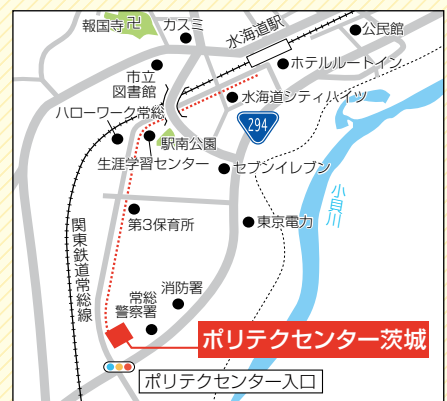 報国寺
卍
カスミ
水海道駅
公民館
ホテルルートイン
市立
図書館
水海道シティハイツ
ハローワーク常総
294
駅南公園
生涯学習センター
セブンイレブン
小貝川
第3保育所
東京電力
関東鉄道常総線
消防署
常総
警察署
ポリテクセンター茨城
ポリテクセンター入口